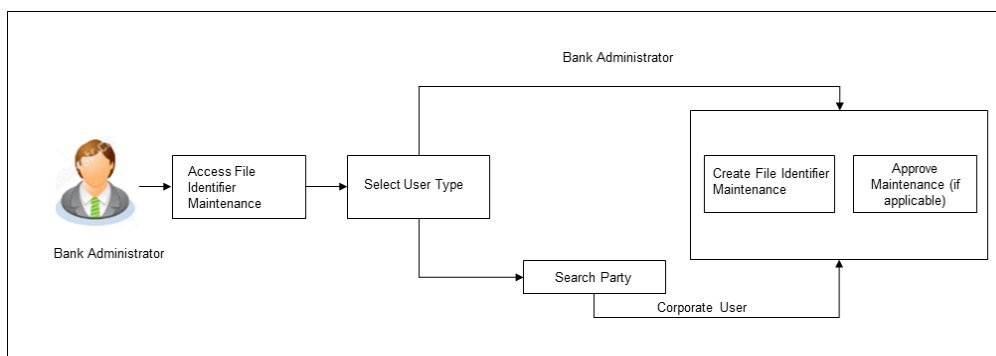 Bank Administrator
Access File
Identifier
Maintenance
Select User Type
Create File Identifier
Maintenance
Approve
Maintenance (if
applicable)
Bank Administrator
Search Party
Corporate User